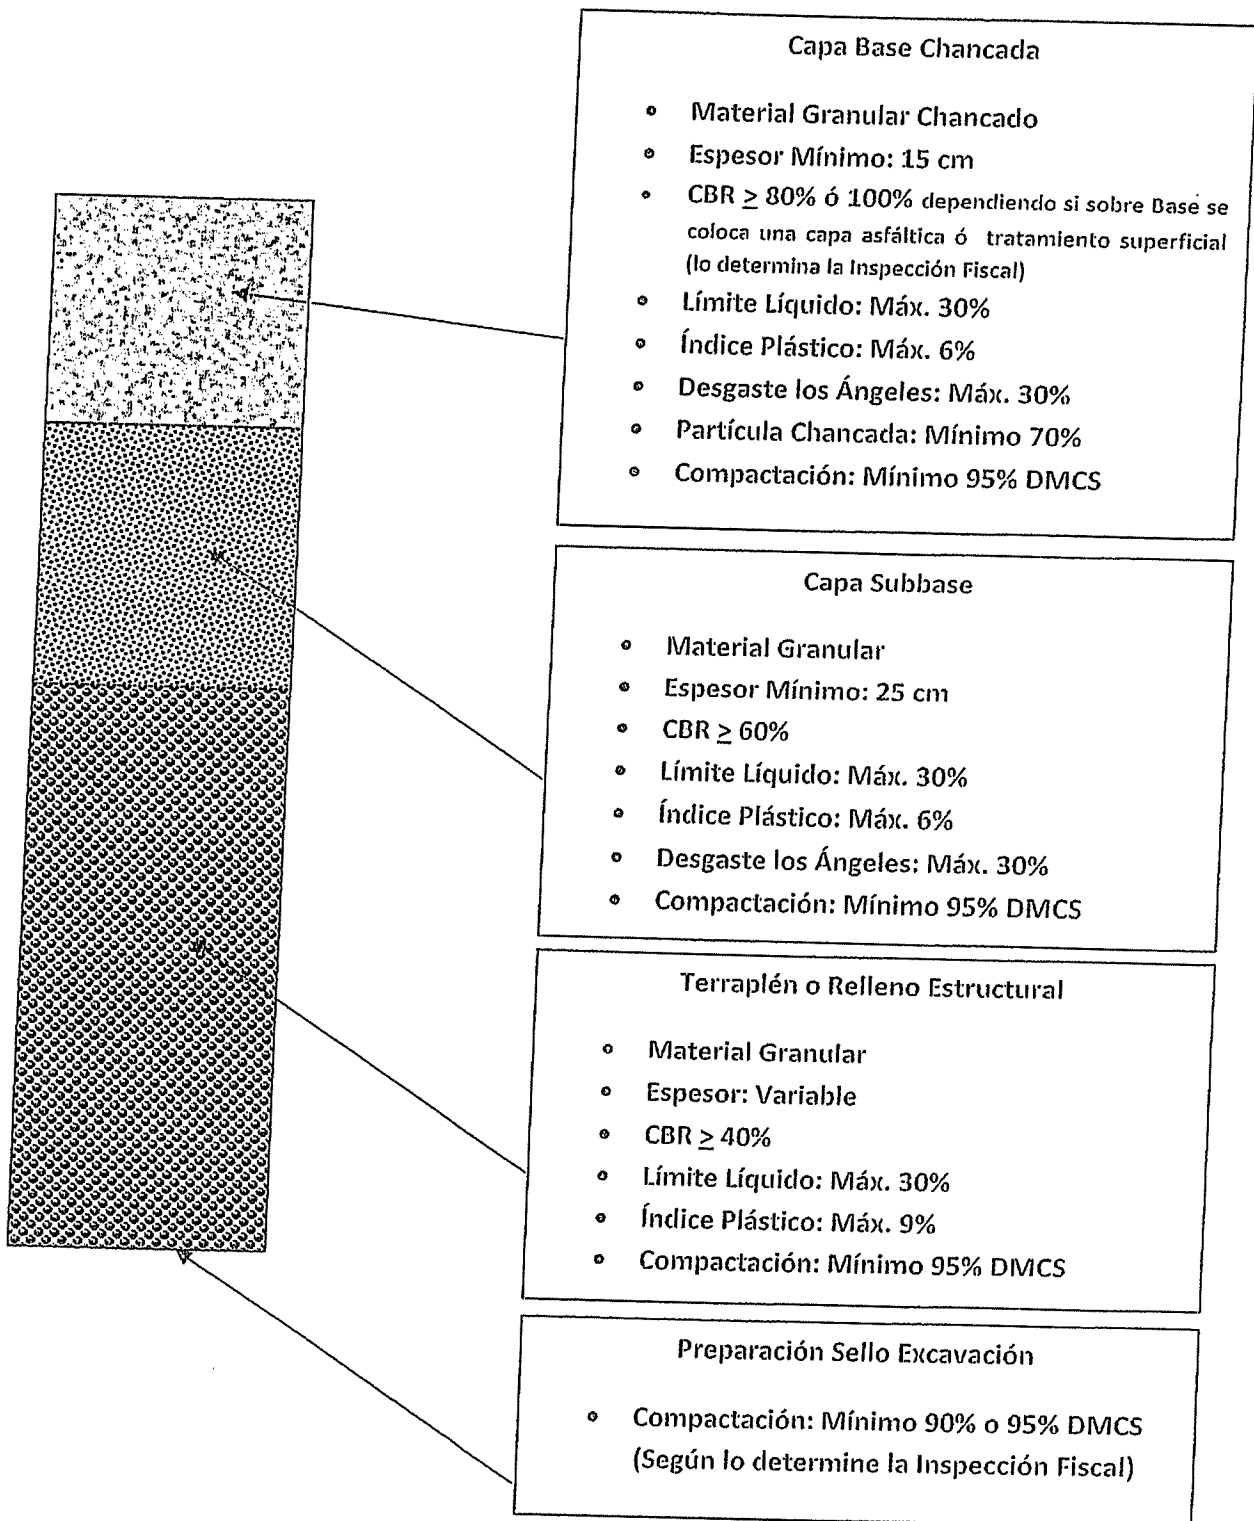 Capa Base Chancada
• Material Granular Chancado
• Espesor Mínimo: 15 cm
• CBR ≥ 80% ó 100% dependiendo si sobre Base se
coloca una capa asfáltica ó tratamiento superficial
(lo determina la Inspección Fiscal)
• Límite Líquido: Máx. 30%
• Índice Plástico: Máx. 6%
• Desgaste los Ángeles: Máx. 30%
• Partícula Chancada: Mínimo 70%
• Compactación: Mínimo 95% DMCS
Capa Subbase
• Material Granular
• Espesor Mínimo: 25 cm
• CBR ≥ 60%
• Límite Líquido: Máx. 30%
• Índice Plástico: Máx. 6%
• Desgaste los Ángeles: Máx. 30%
• Compactación: Mínimo 95% DMCS
Terraplén o Relleno Estructural
• Material Granular
• Espesor: Variable
• CBR ≥ 40%
• Límite Líquido: Máx. 30%
• Índice Plástico: Máx. 9%
• Compactación: Mínimo 95% DMCS
Preparación Sello Excavación
• Compactación: Mínimo 90% o 95% DMCS
(Según lo determine la Inspección Fiscal)